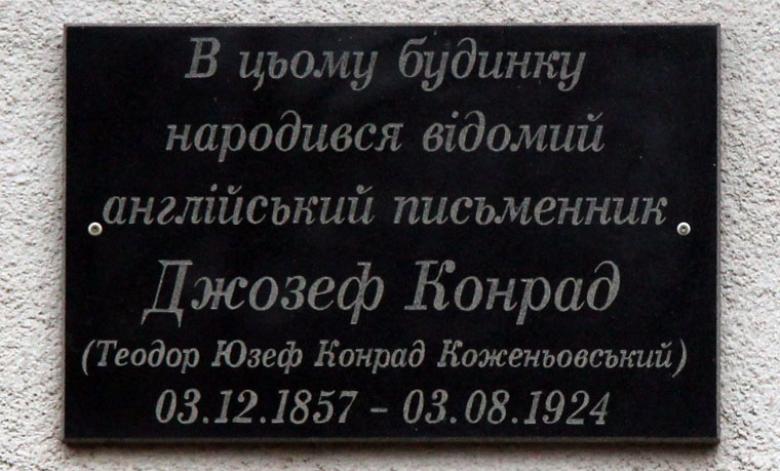 В цьому будинку
народився відомий
англійський письменник
Джозеф Конрад
(Теодор Юзеф Конрад Коженьовський)
03.12.1857 - 03.08.1924